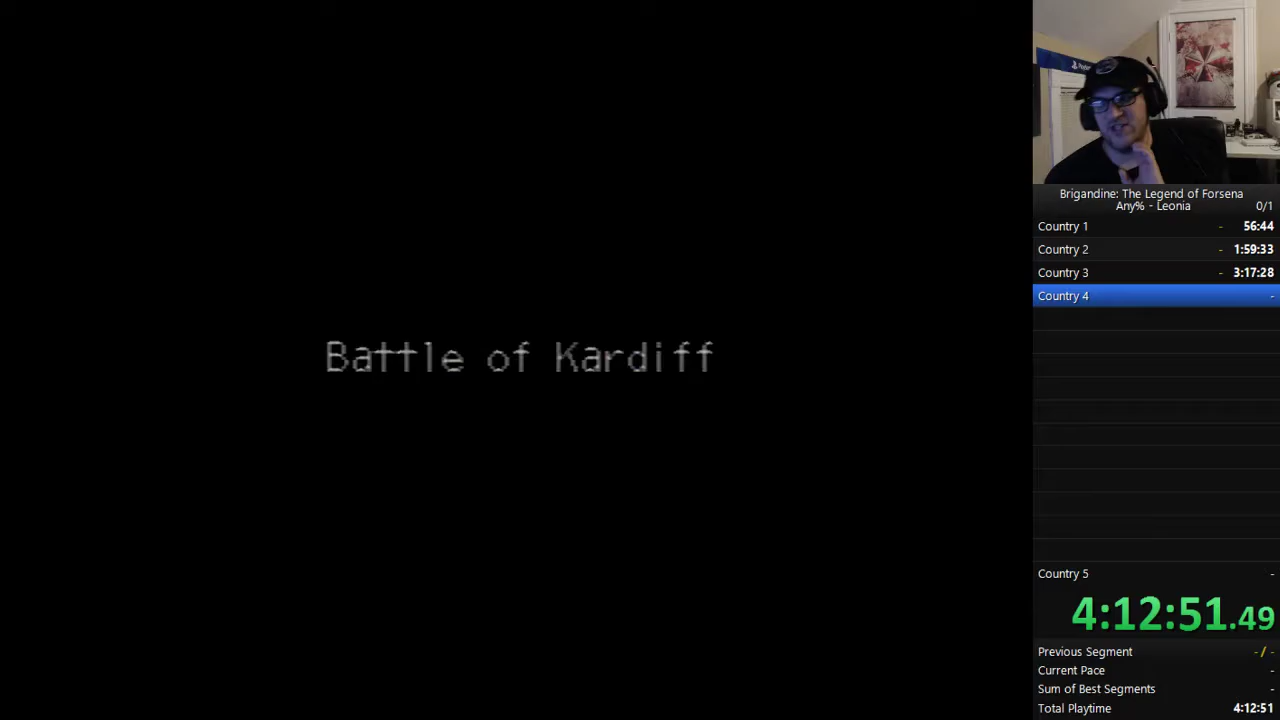 Battle of Kardiff
Brigandine: The Legend of Forsena
Any% - Leonia 0/1
Country 1 - 56:44
Country 2 - 1:59:33
Country 3 - 3:17:28
Country 4 -
Country 5 -
4:12:51.49
Previous Segment - / -
Current Pace -
Sum of Best Segments -
Total Playtime 4:12:51